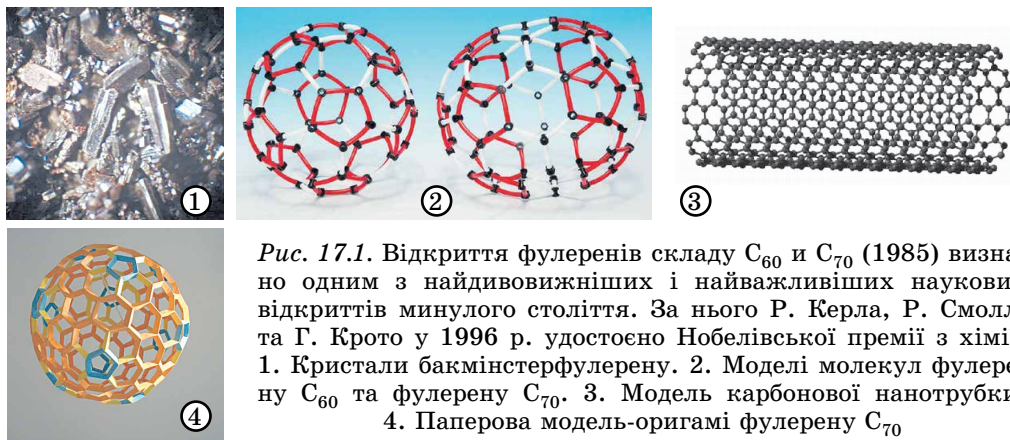 1
2
3
4
Рис. 17.1. Відкриття фулеренів складу C₆₀ и C₇₀ (1985) визна
но одним з найдивовижніших і найважливіших наукови
відкриттів минулого століття. За нього Р. Керла, Р. Смолл
та Г. Крото у 1996 р. удостоєно Нобелівської премії з хімі
1. Кристали бакмінстерфулерену. 2. Моделі молекул фулере
ну C₆₀ та фулерену C₇₀. 3. Модель карбонової нанотрубки
4. Паперова модель-оригамі фулерену C₇₀